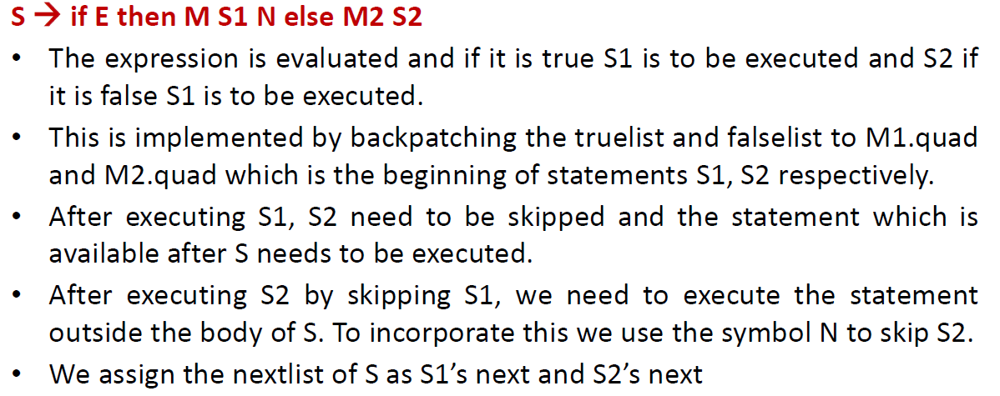 S → if E then M S1 N else M2 S2
• The expression is evaluated and if it is true S1 is to be executed and S2 if
it is false S1 is to be executed.
• This is implemented by backpatching the truelist and falselist to M1.quad
and M2.quad which is the beginning of statements S1, S2 respectively.
• After executing S1, S2 need to be skipped and the statement which is
available after S needs to be executed.
• After executing S2 by skipping S1, we need to execute the statement
outside the body of S. To incorporate this we use the symbol N to skip S2.
• We assign the nextlist of S as S1’s next and S2’s next